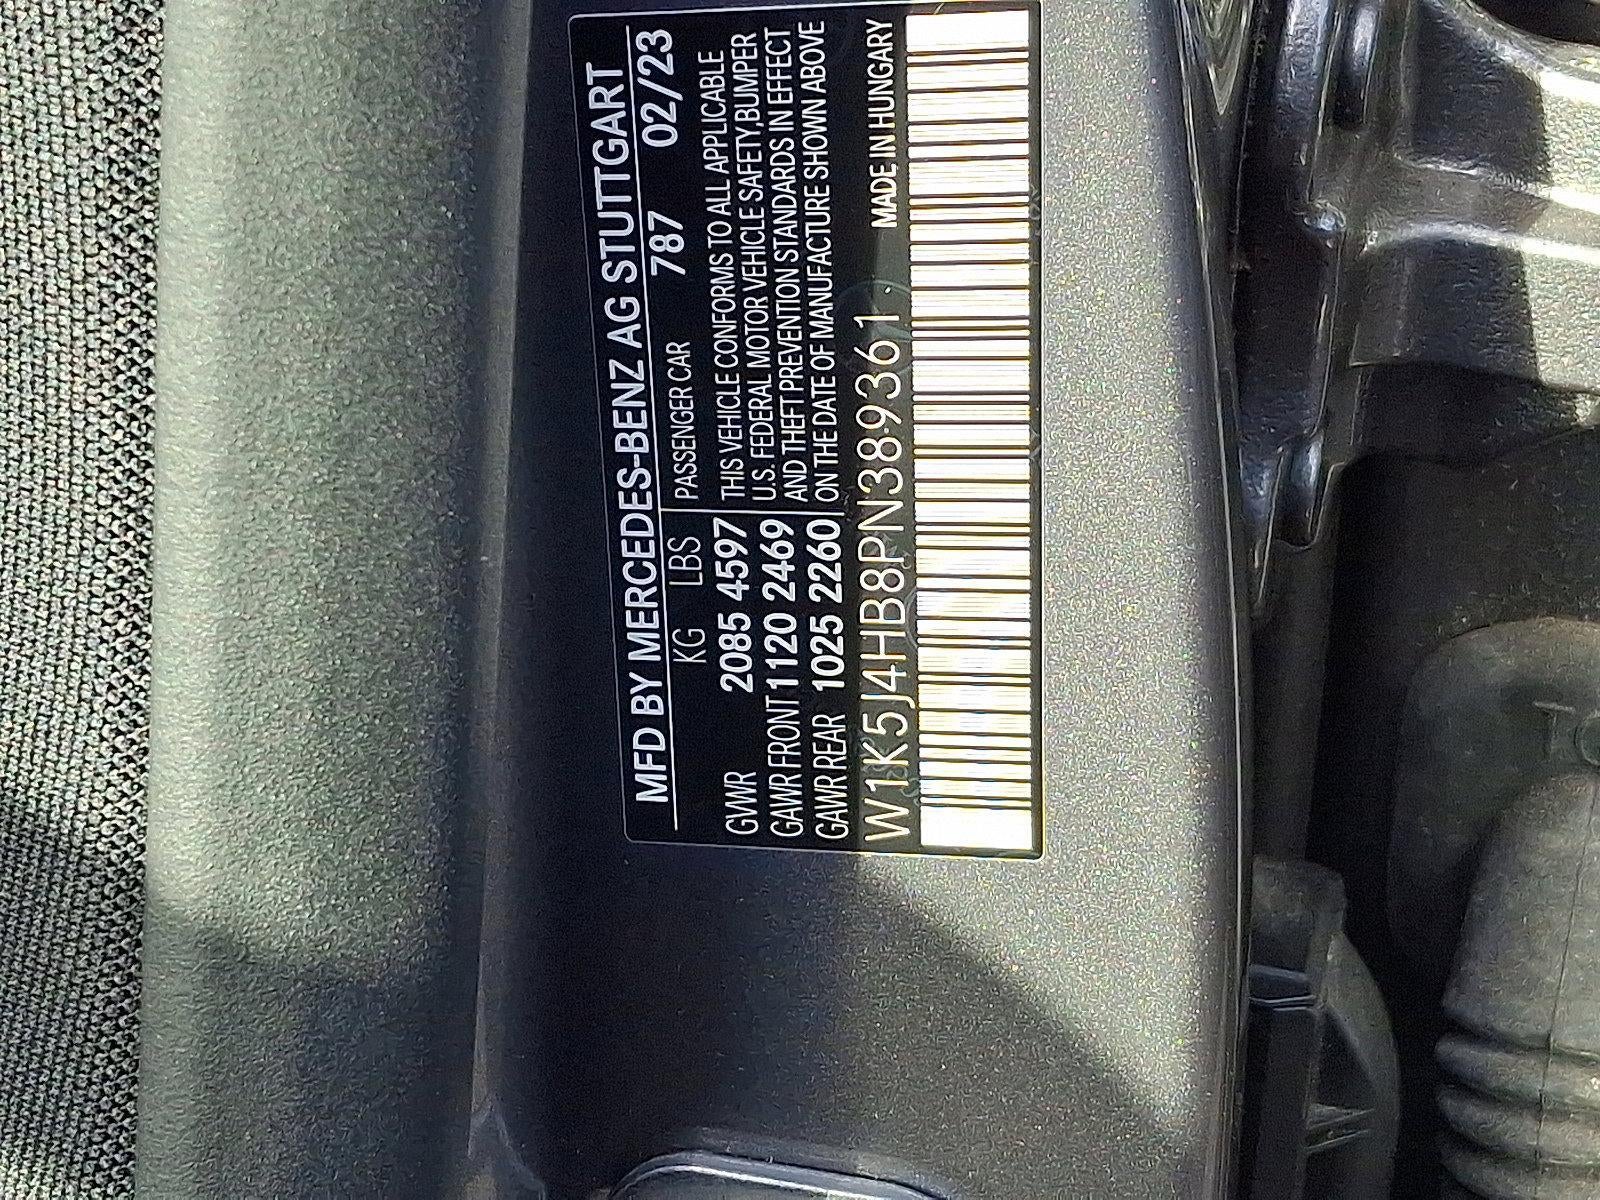 MFD BY MERCEDES-BENZ AG STUTTGART
KG LBS PASSENGER CAR 787 02/23
GVWR 2085 4597 THIS VEHICLE CONFORMS TO ALL APPLICABLE
GAWR FRONT 1120 2469 U.S. FEDERAL MOTOR VEHICLE SAFETY,BUMPER
GAWR REAR 1025 2260 AND THEFT PREVENTION STANDARDS IN EFFECT
ON THE DATE OF MANUFACTURE SHOWN ABOVE
W1K5J4HB8PN389361 MADE IN HUNGARY